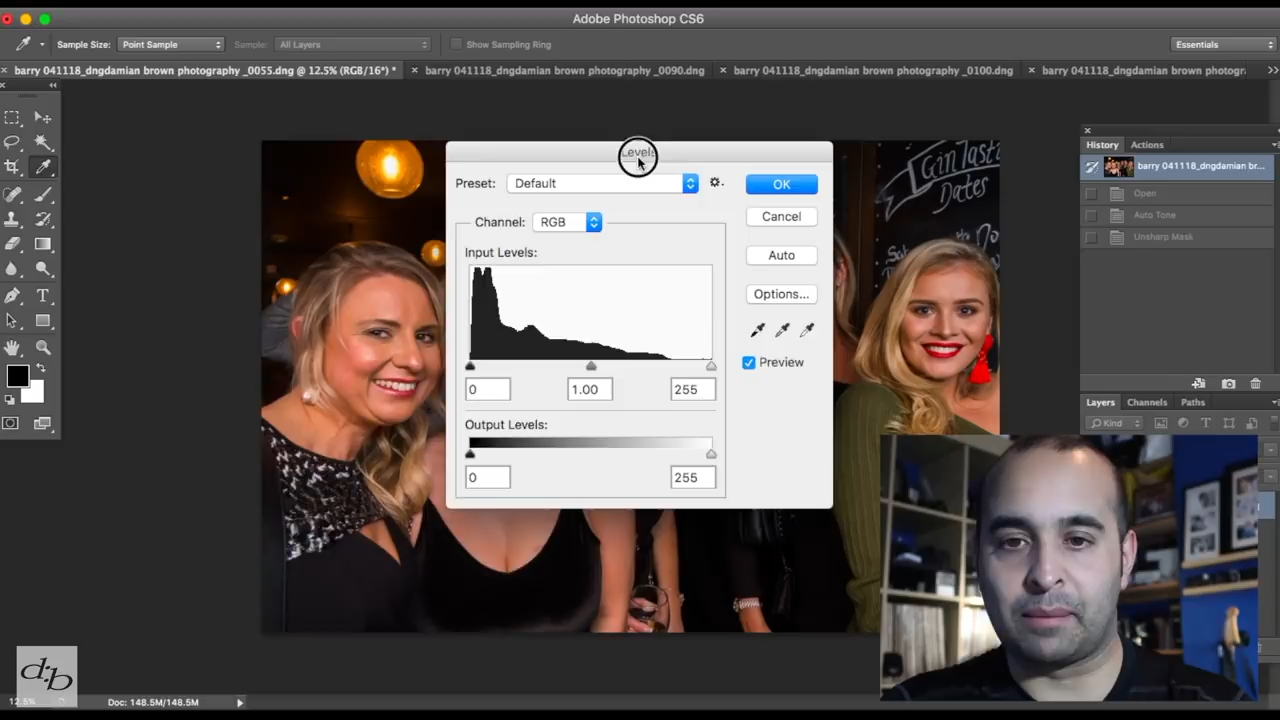 Adobe Photoshop CS6
Sample Size: Point Sample Sample: All Layers Show Sampling Ring Essentials
barry 041118_dngdamian brown photography _0055.dng @ 12.5% (RGB/16*) * barry 041118_dngdamian brown photography _0090.dng barry 041118_dngdamian brown photography _0100.dng barry 041118_dngdamian brown photogr
Levels
Preset: Default
OK
Channel: RGB
Cancel
Input Levels:
Auto
Options...
Preview
0 1.00 255
Output Levels:
0 255
Gin Tast
Dates
History Actions
barry 041118_dngdamian br...
Open
Auto Tone
Unsharp Mask
Layers Channels Paths
Kind
d:b
12.5% Doc: 148.5M/148.5M